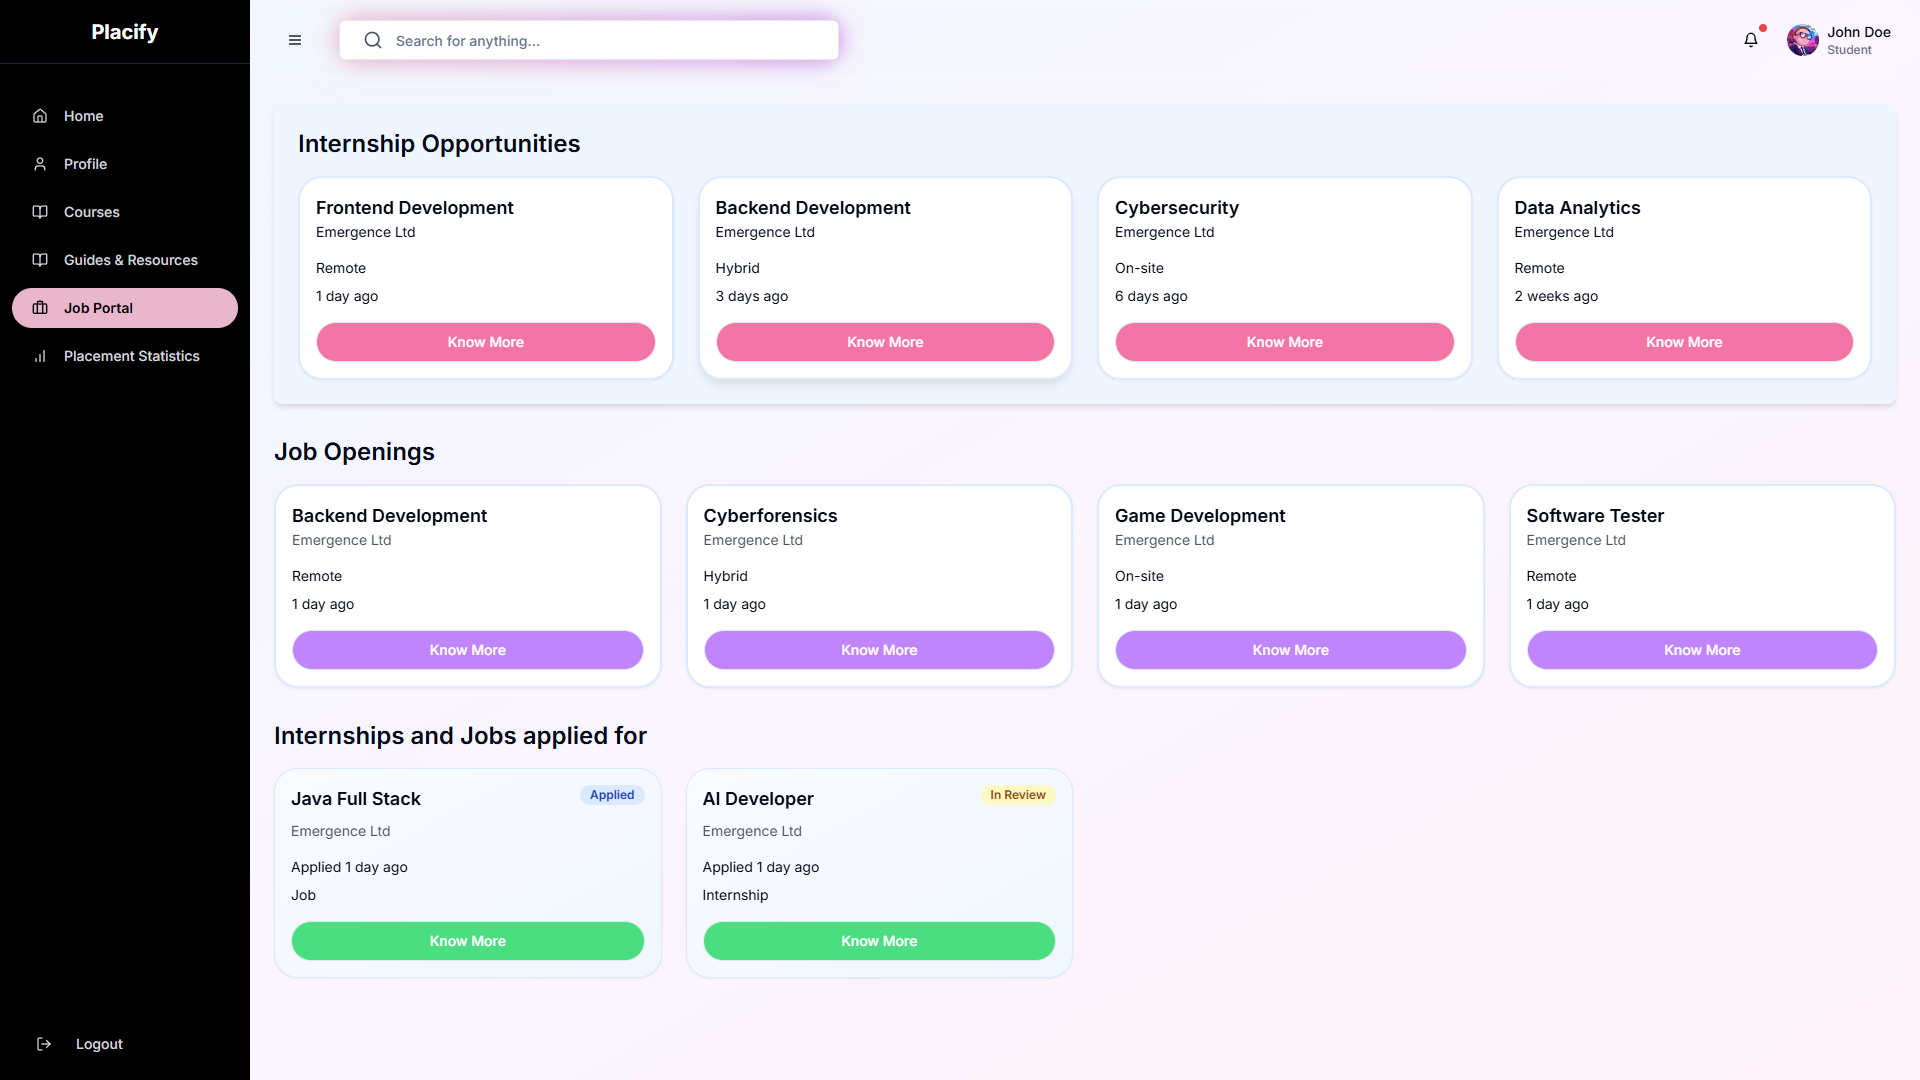 Placify
Home
Profile
Courses
Guides & Resources
Job Portal
Placement Statistics
Logout
Search for anything...
John Doe
Student
Internship Opportunities
Frontend Development
Emergence Ltd
Remote
1 day ago
Know More
Backend Development
Emergence Ltd
Hybrid
3 days ago
Know More
Cybersecurity
Emergence Ltd
On-site
6 days ago
Know More
Data Analytics
Emergence Ltd
Remote
2 weeks ago
Know More
Job Openings
Backend Development
Emergence Ltd
Remote
1 day ago
Know More
Cyberforensics
Emergence Ltd
Hybrid
1 day ago
Know More
Game Development
Emergence Ltd
On-site
1 day ago
Know More
Software Tester
Emergence Ltd
Remote
1 day ago
Know More
Internships and Jobs applied for
Java Full Stack
Applied
Emergence Ltd
Applied 1 day ago
Job
Know More
AI Developer
In Review
Emergence Ltd
Applied 1 day ago
Internship
Know More